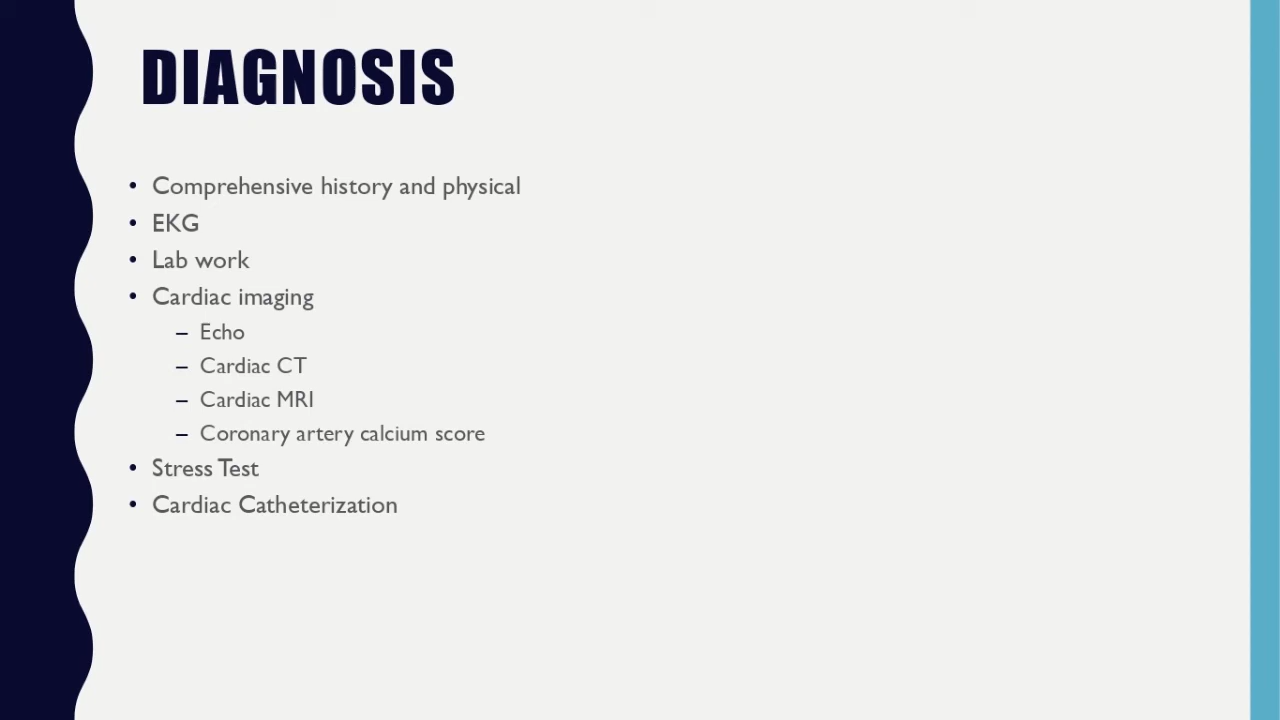 DIAGNOSIS
• Comprehensive history and physical
• EKG
• Lab work
• Cardiac imaging
– Echo
– Cardiac CT
– Cardiac MRI
– Coronary artery calcium score
• Stress Test
• Cardiac Catheterization